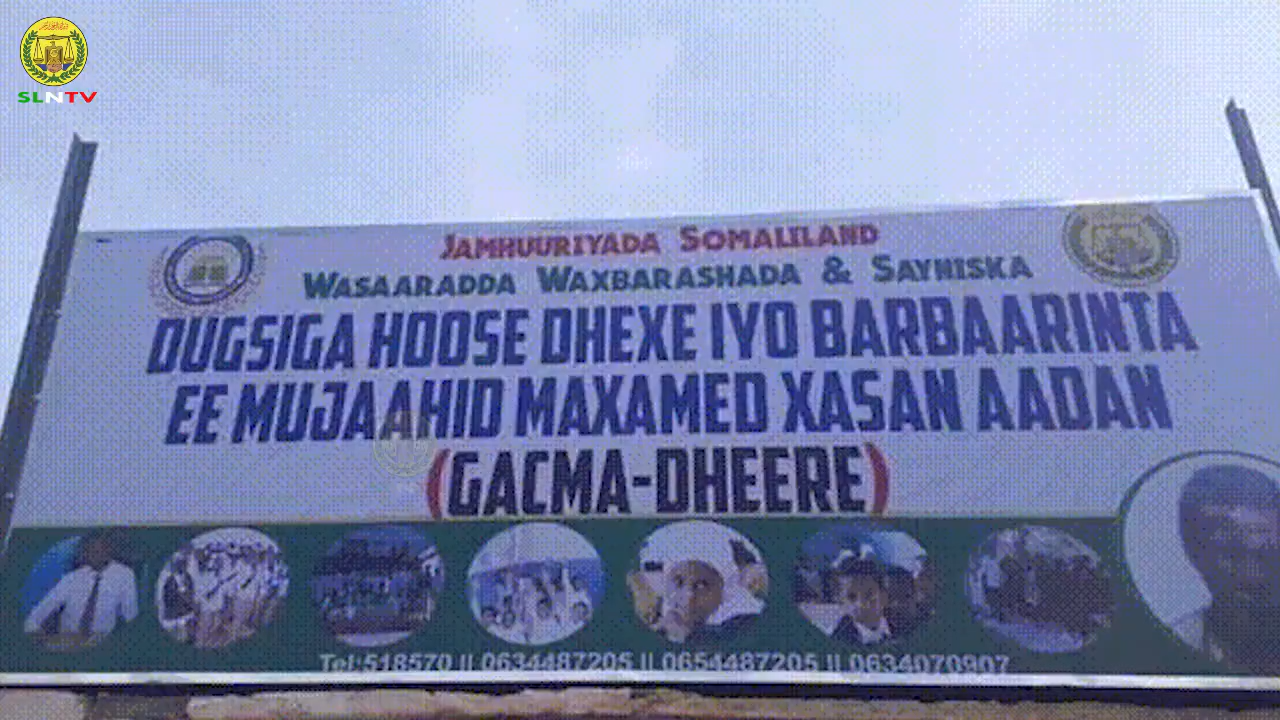 SLNTV
JAMHUURIYADA SOMALILAND
WASAARADDA WAXBARASHADA & SAYNISKA
DUGSIGA HOOSE DHEXE IYO BARBAARINTA
EE MUJAAHID MAXAMED XASAN AADAN
(GACMA-DHEERE)
Tel:518570 || 0634487205 || 0654487205 || 0634070907